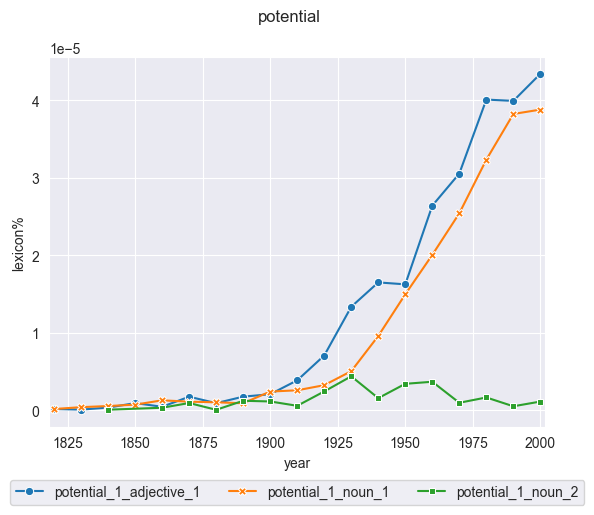 potential
1e−5
4
3
2
1
0
lexicon%
1825 1850 1875 1900 1925 1950 1975 2000
year
potential_1_adjective_1 potential_1_noun_1 potential_1_noun_2